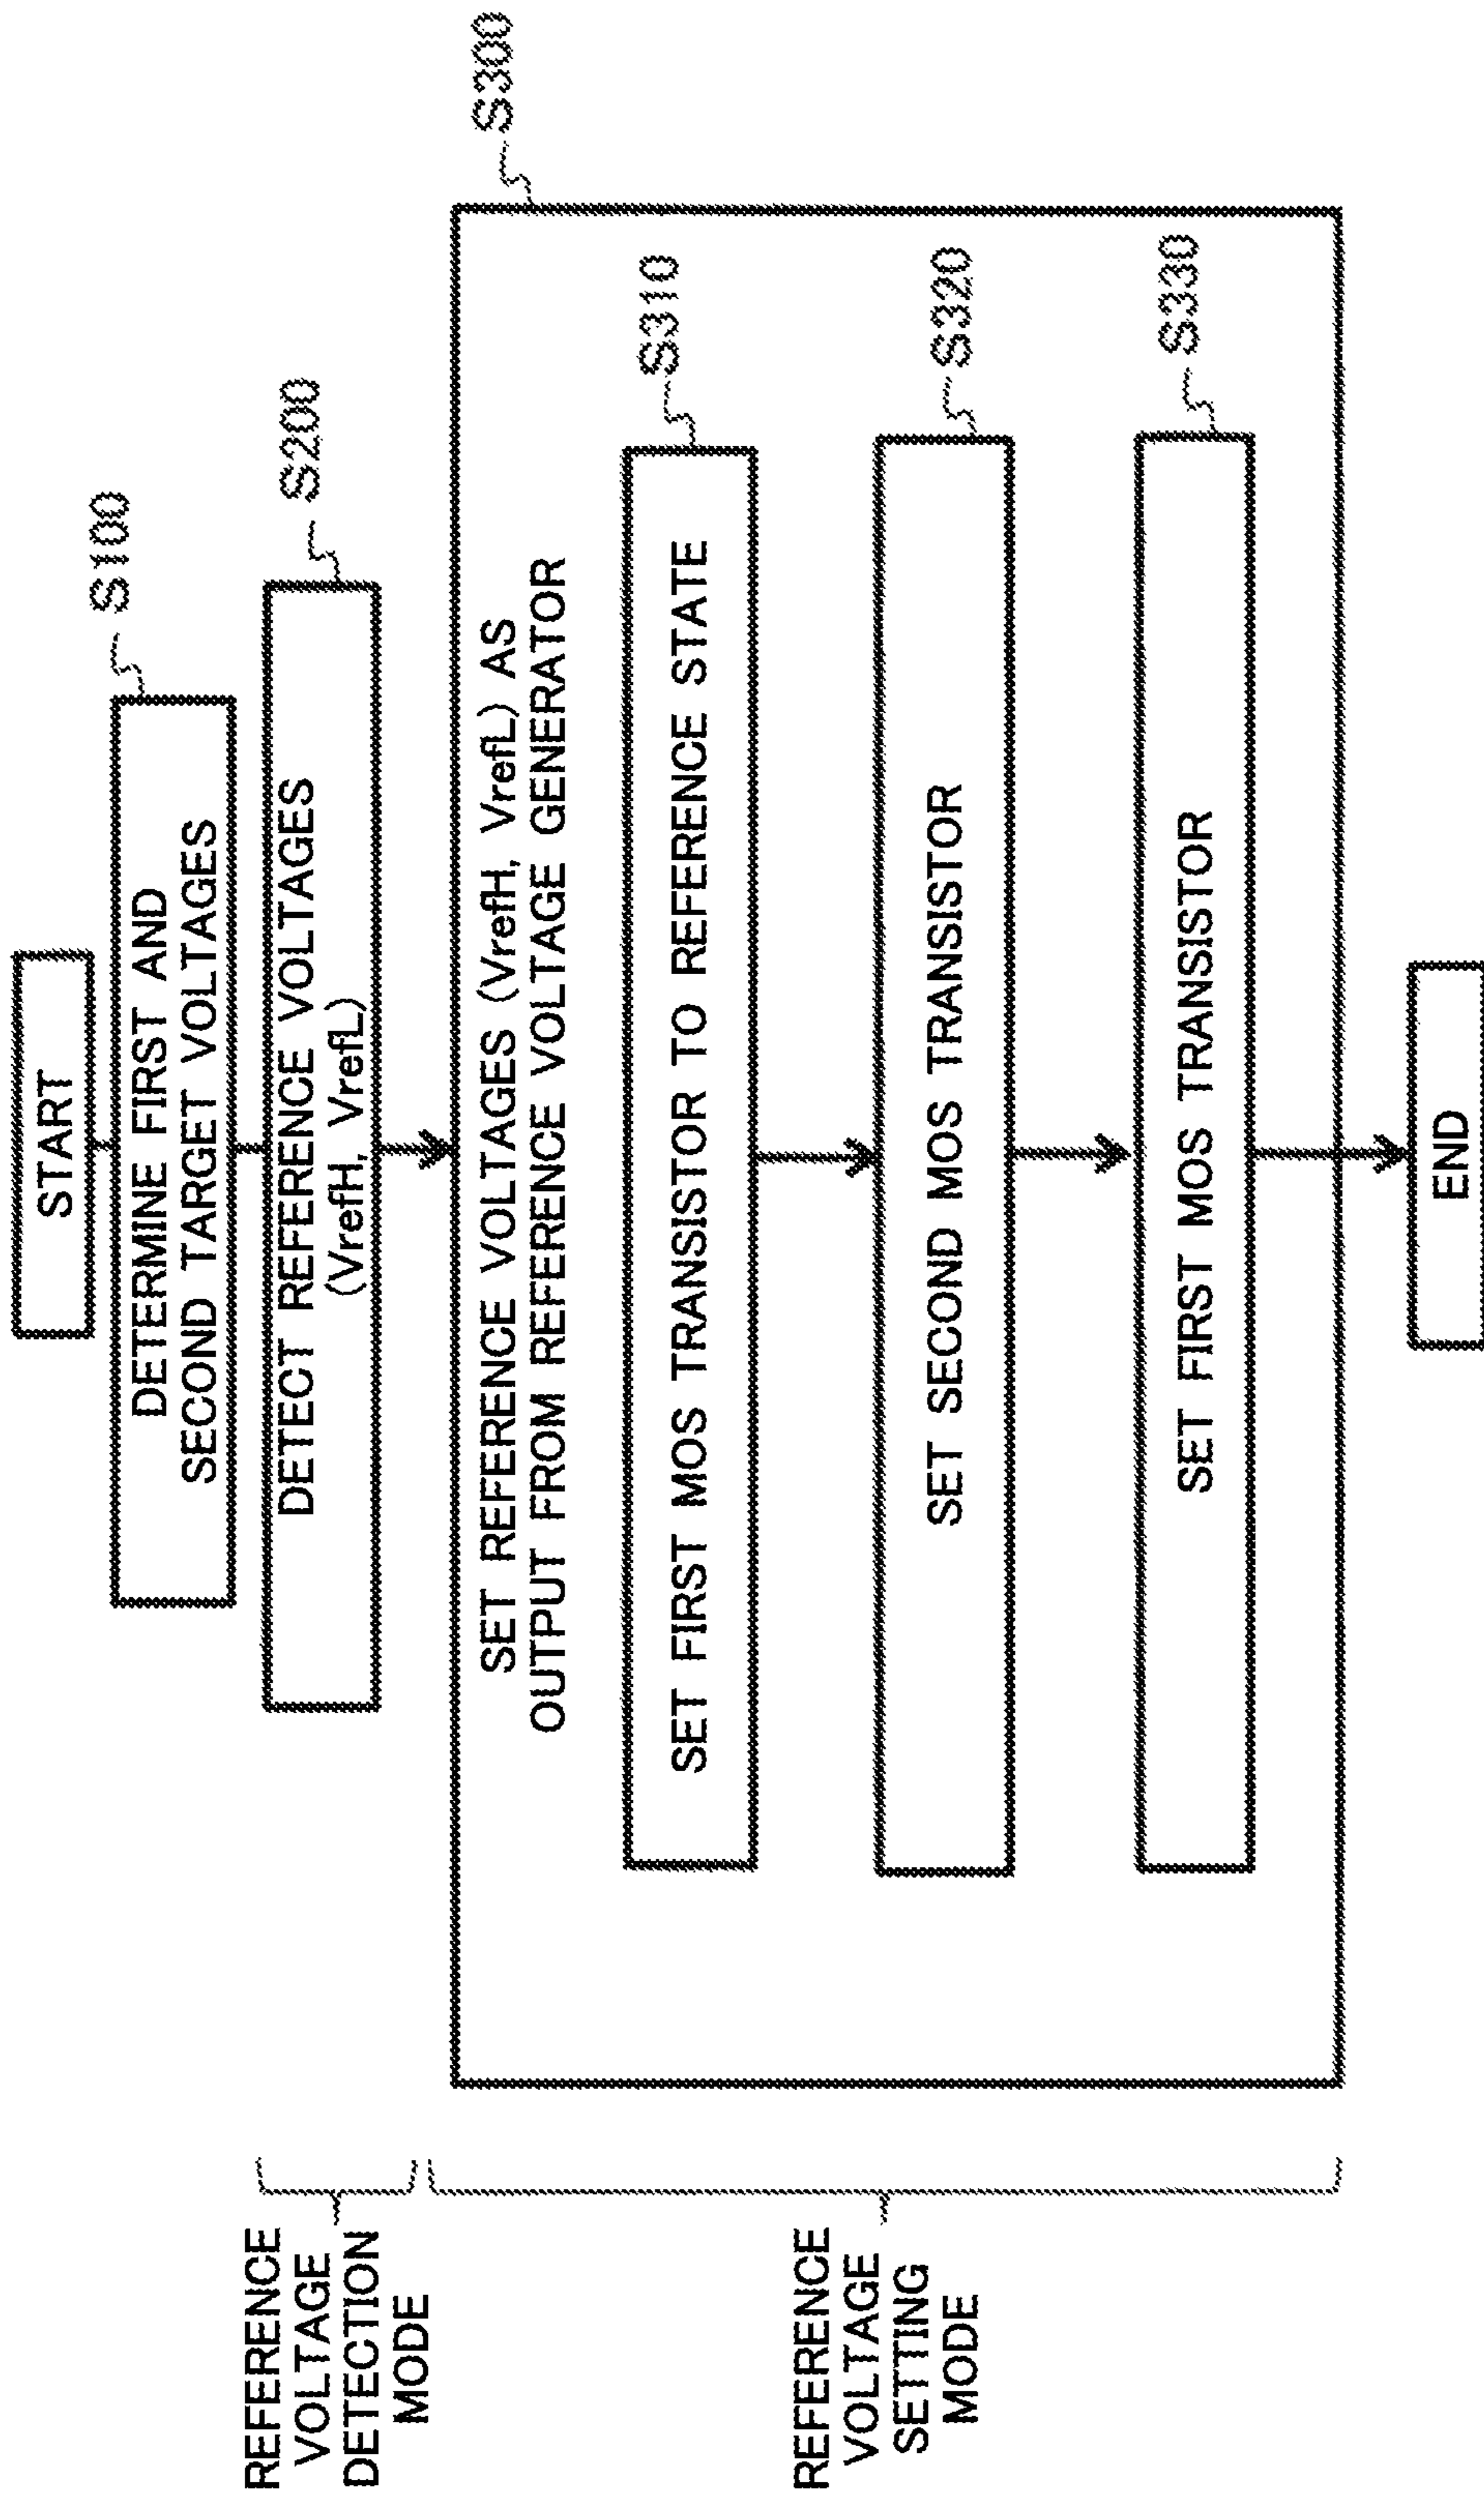 START
DETERMINE FIRST AND
SECOND TARGET VOLTAGES
S100
DETECT REFERENCE VOLTAGES
(VrefH, VrefL)
S200
REFERENCE
VOLTAGE
DETECTION
MODE
SET REFERENCE VOLTAGES (VrefH, VrefL) AS
OUTPUT FROM REFERENCE VOLTAGE GENERATOR
S300
SET FIRST MOS TRANSISTOR TO REFERENCE STATE
S310
SET SECOND MOS TRANSISTOR
S320
SET FIRST MOS TRANSISTOR
S330
REFERENCE
VOLTAGE
SETTING
MODE
END